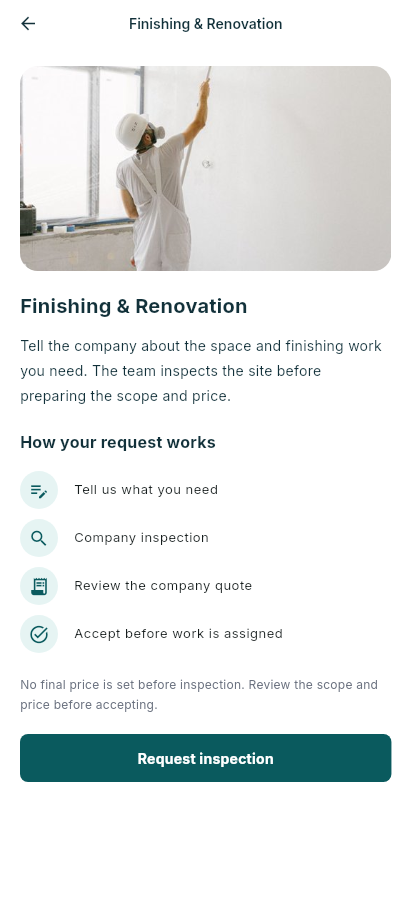 Finishing & Renovation
Finishing & Renovation
Tell the company about the space and finishing work
you need. The team inspects the site before
preparing the scope and price.
How your request works
Tell us what you need
Company inspection
Review the company quote
Accept before work is assigned
No final price is set before inspection. Review the scope and
price before accepting.
Request inspection